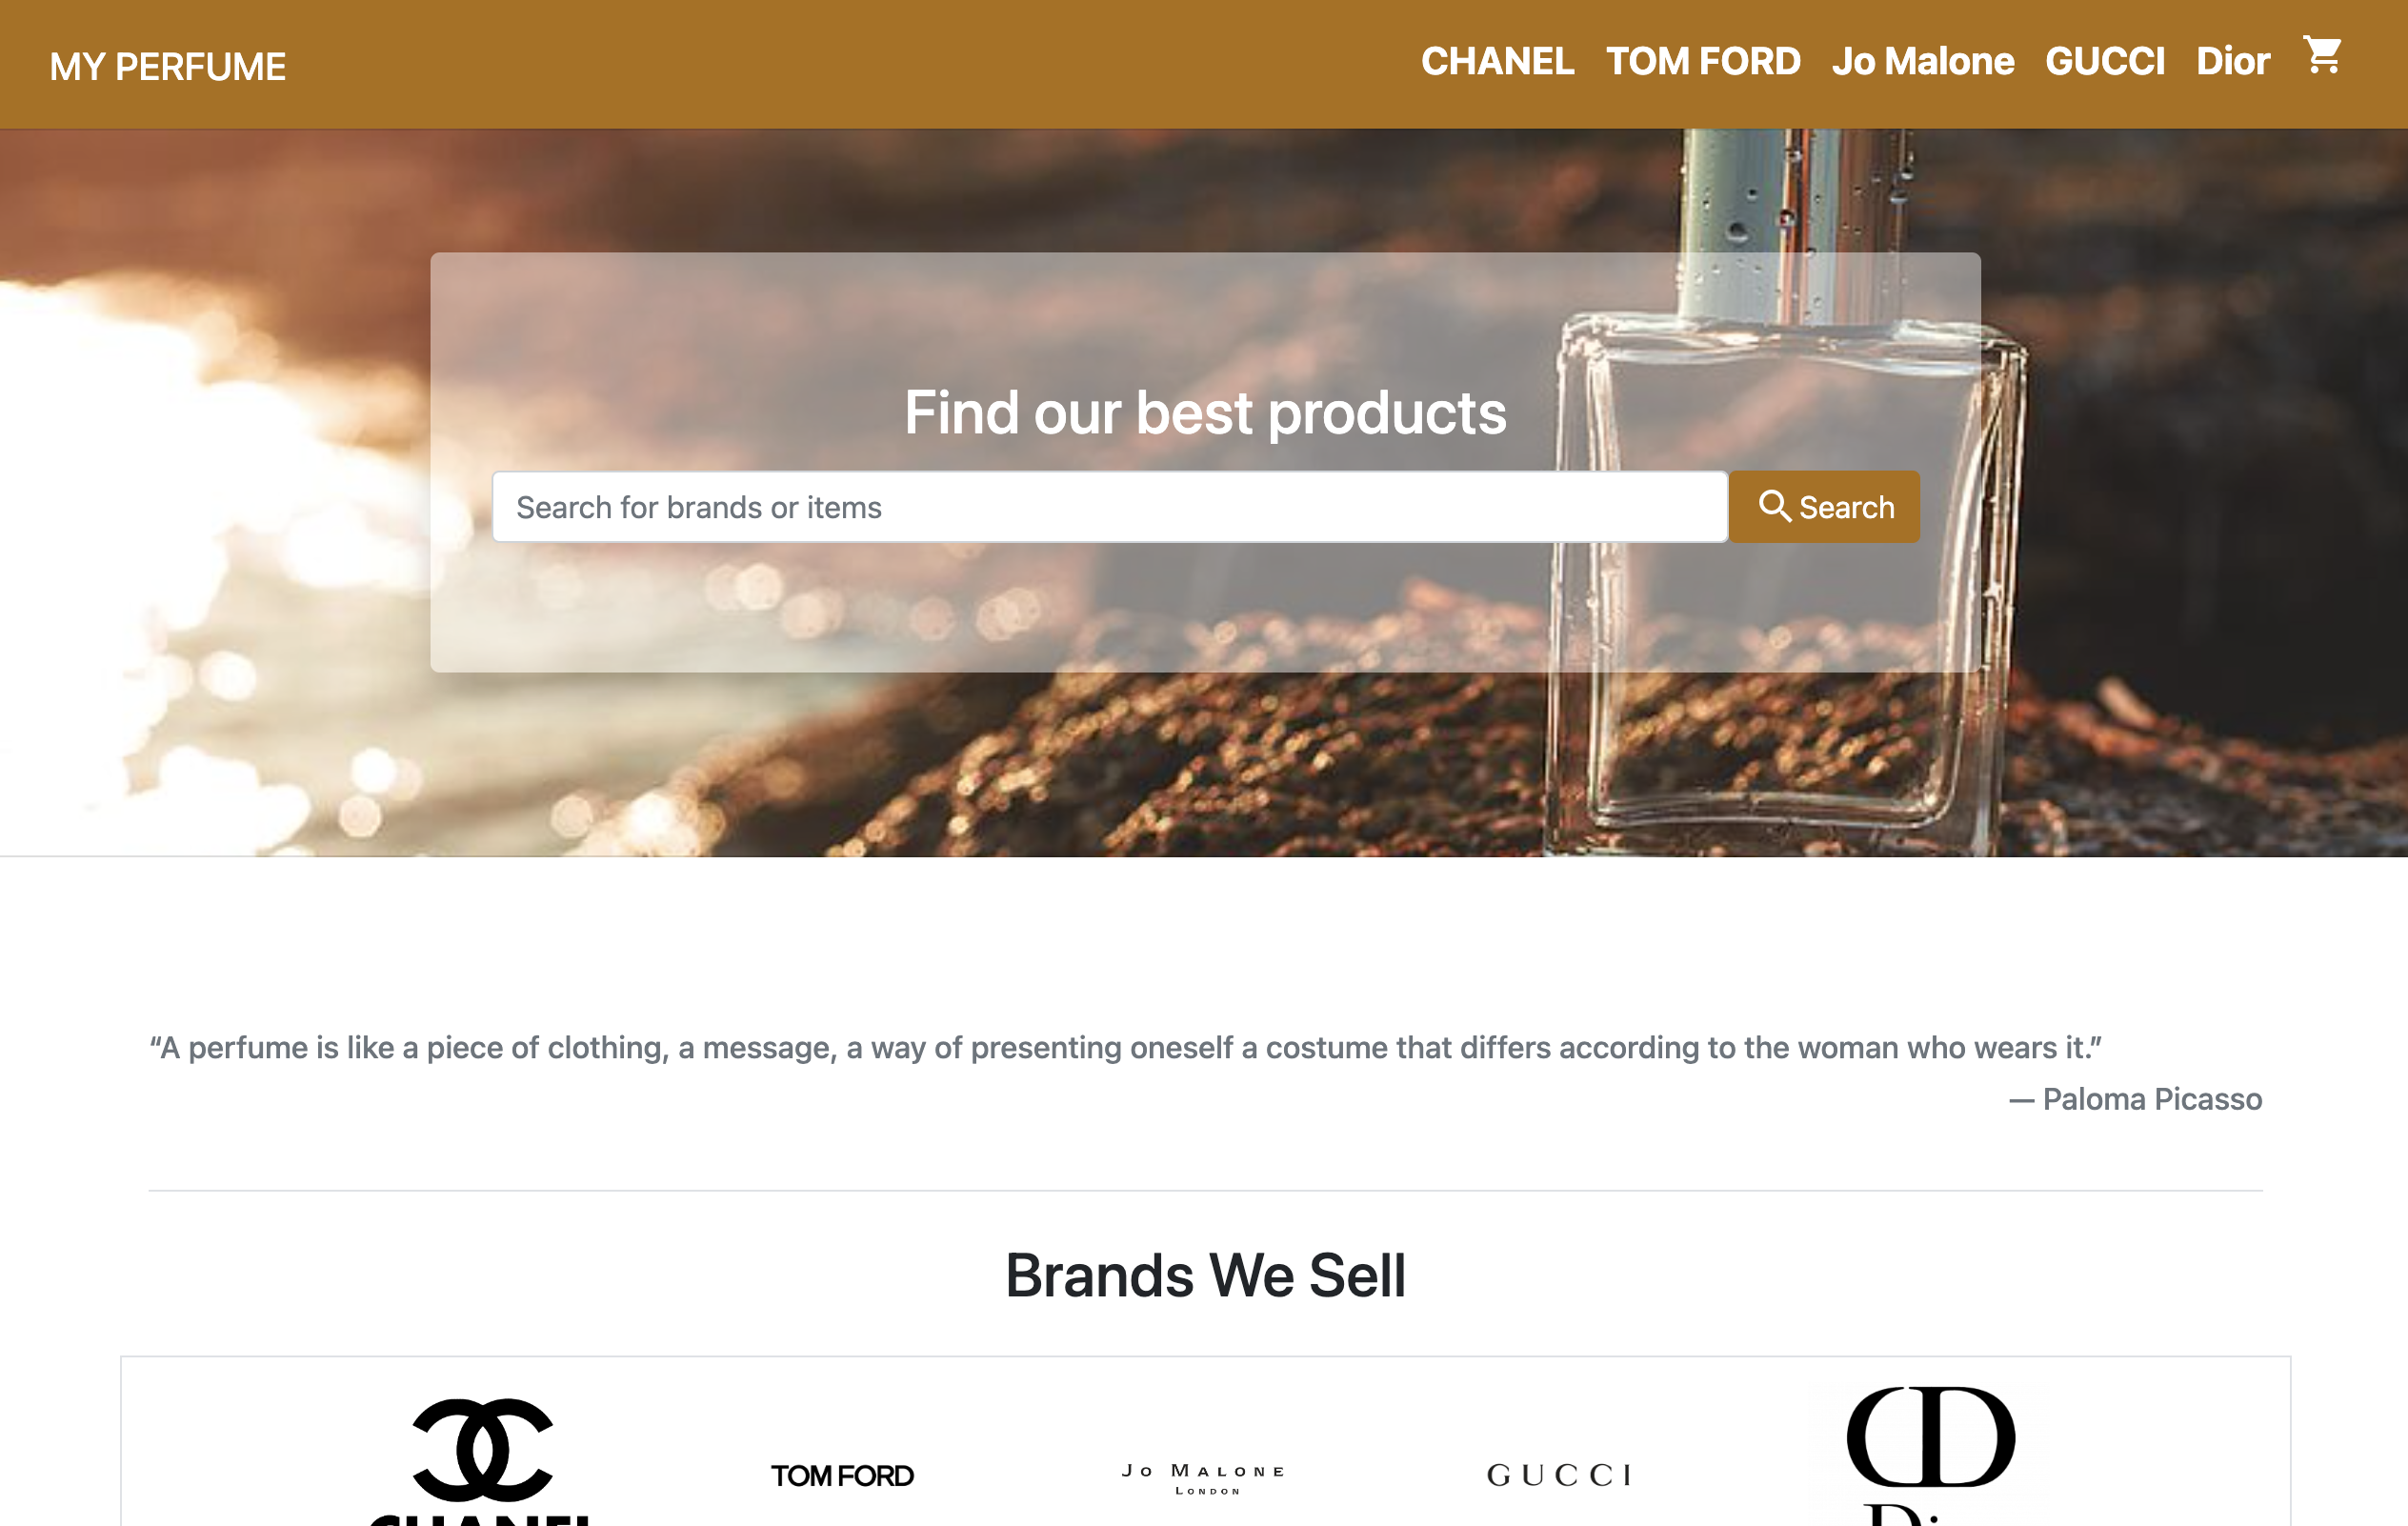 MY PERFUME
CHANEL TOM FORD Jo Malone GUCCI Dior
Find our best products
Search for brands or items
Search
“A perfume is like a piece of clothing, a message, a way of presenting oneself a costume that differs according to the woman who wears it.”
— Paloma Picasso
Brands We Sell
CHANEL
TOM FORD
JO MALONE
LONDON
GUCCI
Dior